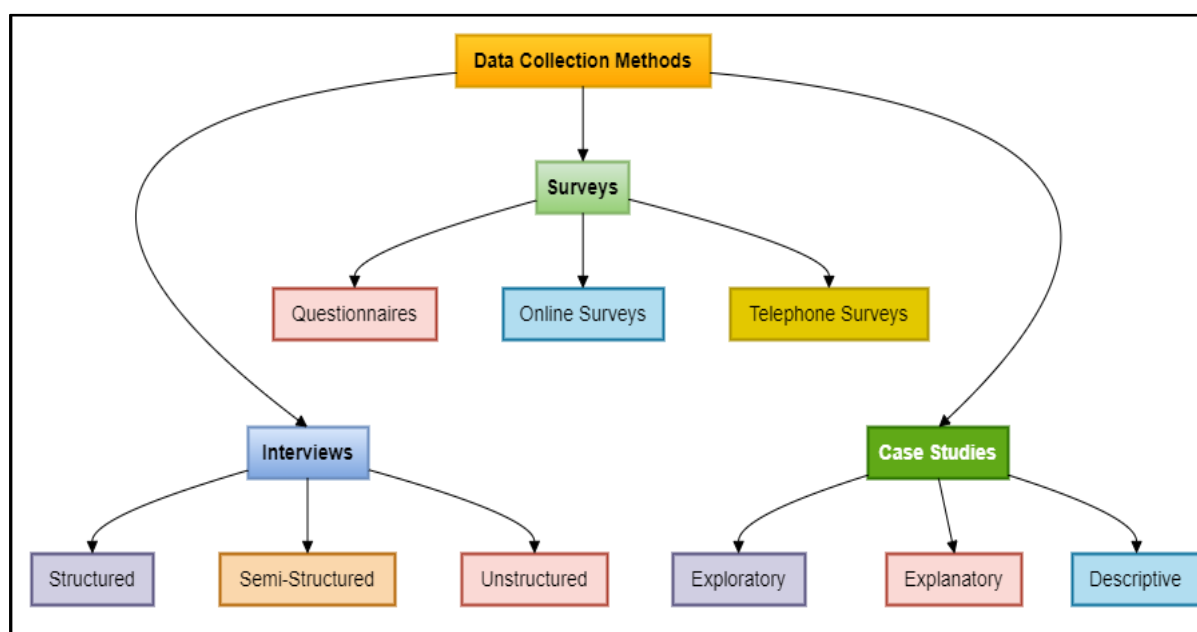 Data Collection Methods
Surveys
Questionnaires
Online Surveys
Telephone Surveys
Interviews
Case Studies
Structured
Semi-Structured
Unstructured
Exploratory
Explanatory
Descriptive